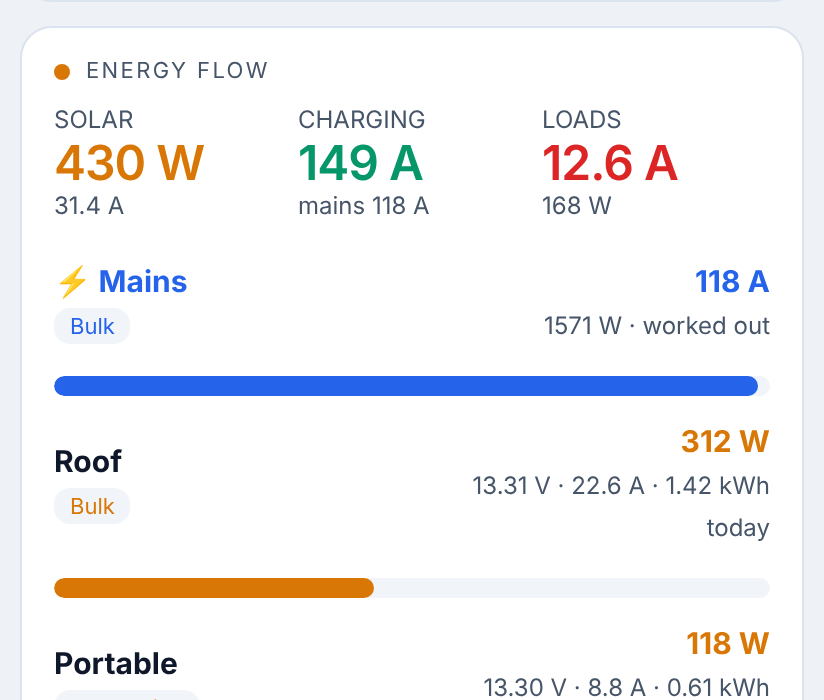 ENERGY FLOW
SOLAR CHARGING LOADS
430 W 149 A 12.6 A
31.4 A mains 118 A 168 W
⚡ Mains 118 A
Bulk 1571 W · worked out
312 W
Roof
13.31 V · 22.6 A · 1.42 kWh
Bulk
today
118 W
Portable
13.30 V · 8.8 A · 0.61 kWh